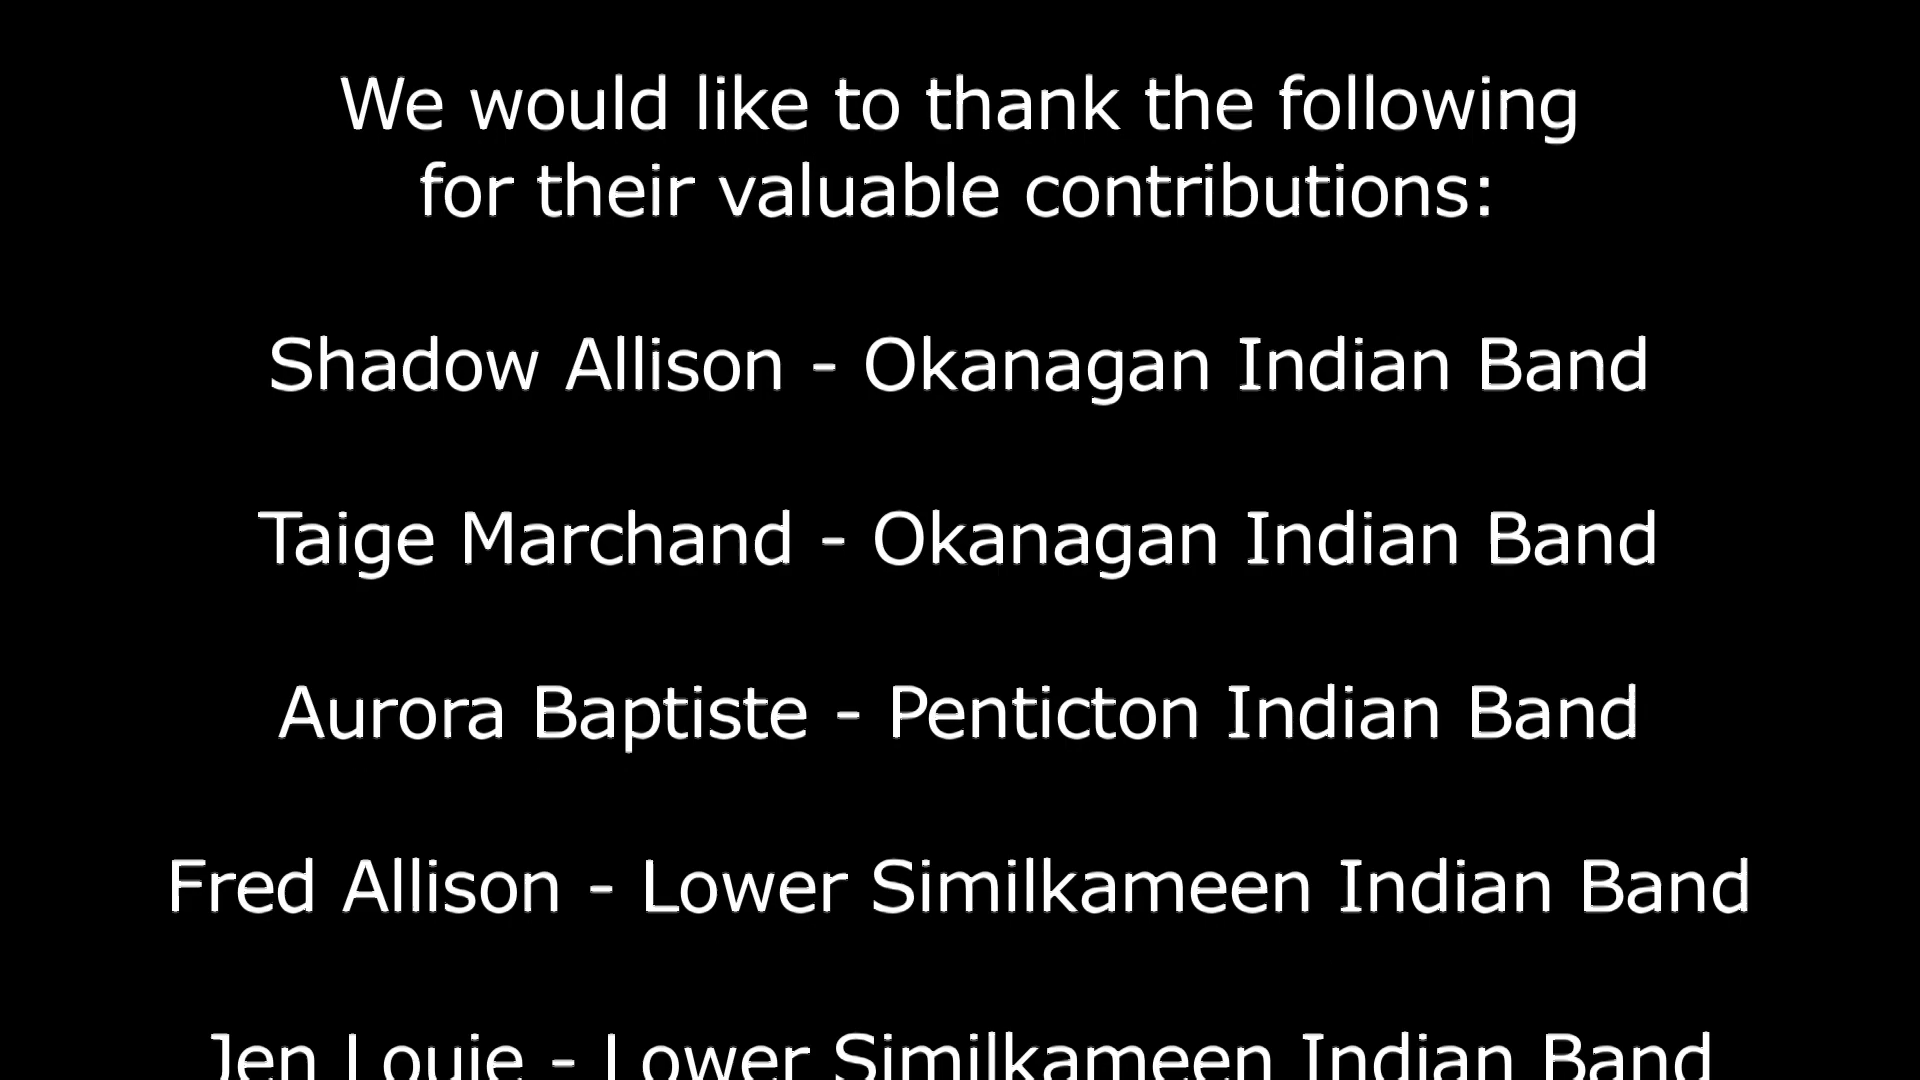 We would like to thank the following
for their valuable contributions:
Shadow Allison - Okanagan Indian Band
Taige Marchand - Okanagan Indian Band
Aurora Baptiste - Penticton Indian Band
Fred Allison - Lower Similkameen Indian Band
Jen Louie - Lower Similkameen Indian Band